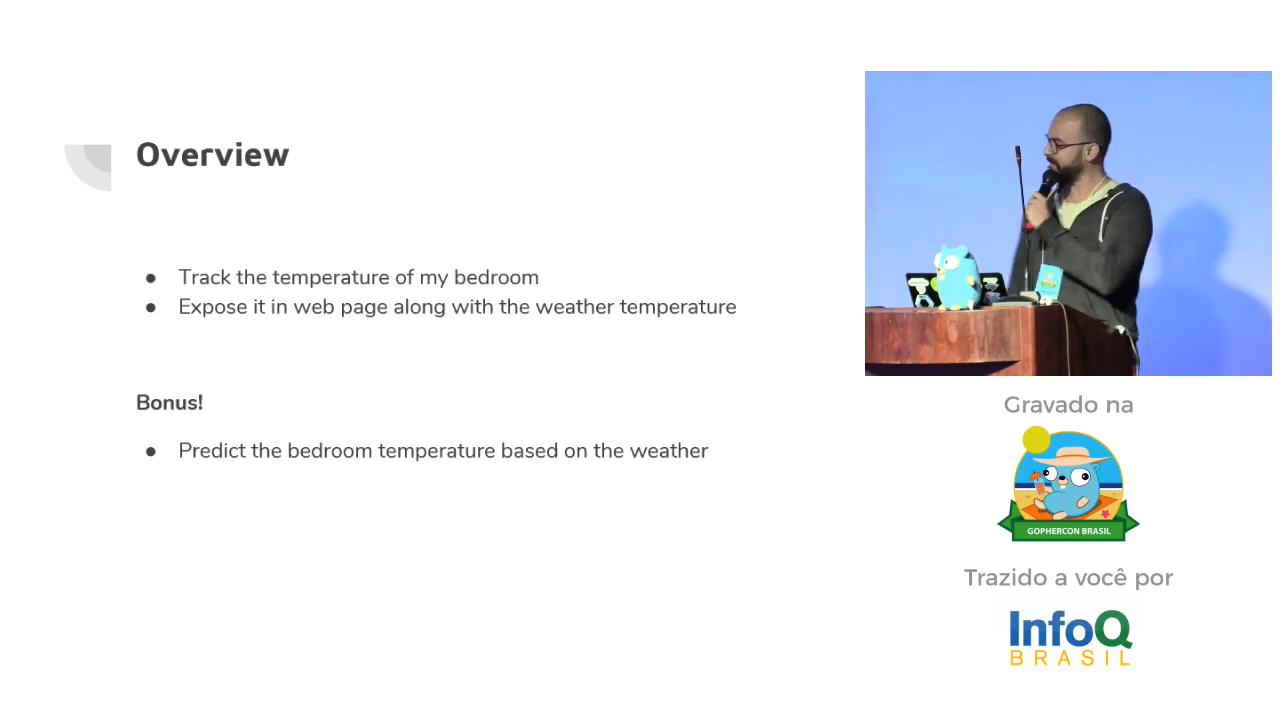 Overview
● Track the temperature of my bedroom
● Expose it in web page along with the weather temperature
Bonus!
● Predict the bedroom temperature based on the weather
Gravado na
GOPHERCON BRASIL
Trazido a você por
InfoQ
BRASIL